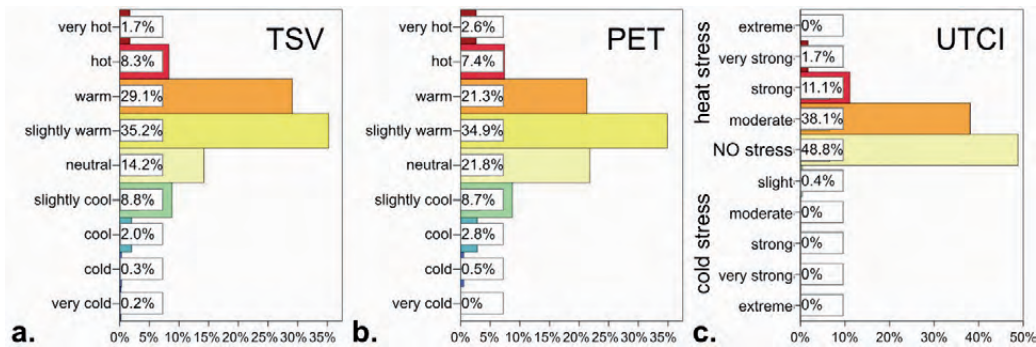 TSV
very hot 1.7%
hot 8.3%
warm 29.1%
slightly warm 35.2%
neutral 14.2%
slightly cool 8.8%
cool 2.0%
cold 0.3%
very cold 0.2%
0% 5% 10% 15% 20% 25% 30% 35%
a.
PET
very hot 2.6%
hot 7.4%
warm 21.3%
slightly warm 34.9%
neutral 21.8%
slightly cool 8.7%
cool 2.8%
cold 0.5%
very cold 0%
0% 5% 10% 15% 20% 25% 30% 35%
b.
UTCI
heat stress
extreme 0%
very strong 1.7%
strong 11.1%
moderate 38.1%
NO stress 48.8%
cold stress
slight 0.4%
moderate 0%
strong 0%
very strong 0%
extreme 0%
0% 10% 20% 30% 40% 50%
c.